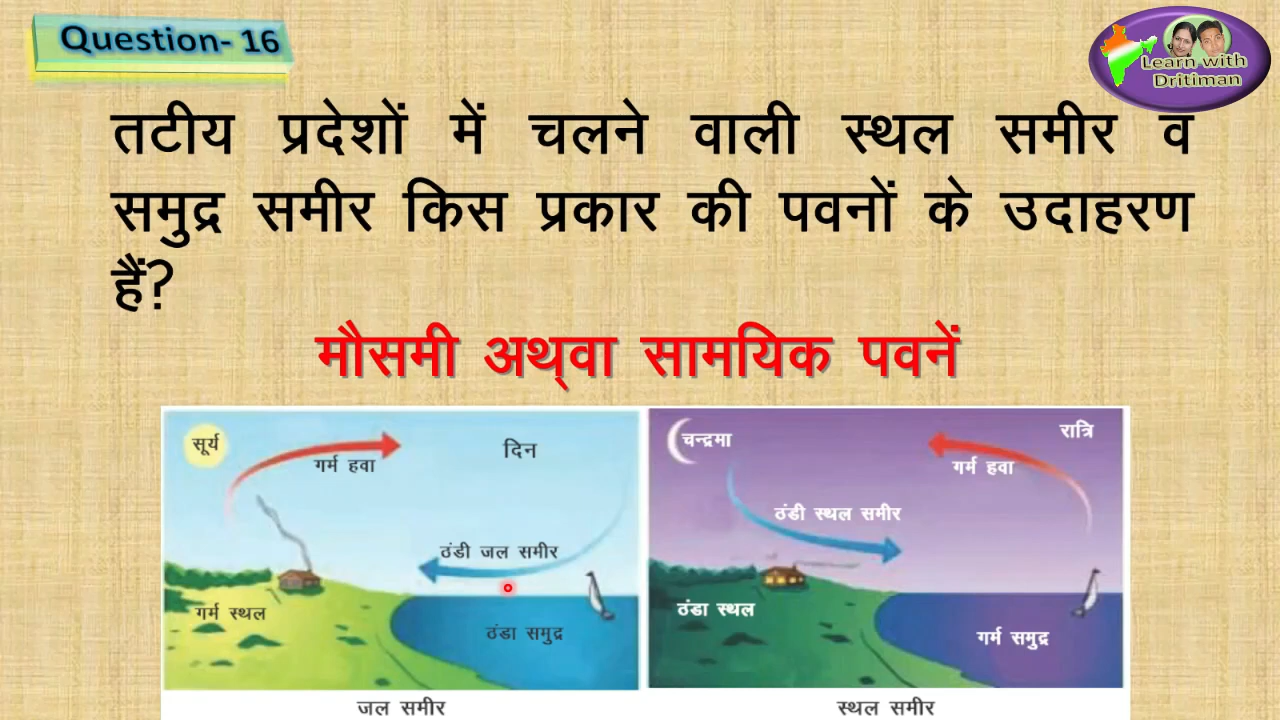 Question- 16
Learn with
Dritiman
तटीय प्रदेशों में चलने वाली स्थल समीर व
समुद्र समीर किस प्रकार की पवनों के उदाहरण
हैं?
मौसमी अथ्वा सामयिक पवनें
सूर्य
दिन
गर्म हवा
ठंडी जल समीर
गर्म स्थल
ठंडा समुद्र
जल समीर
चन्द्रमा
रात्रि
गर्म हवा
ठंडी स्थल समीर
ठंडा स्थल
गर्म समुद्र
स्थल समीर